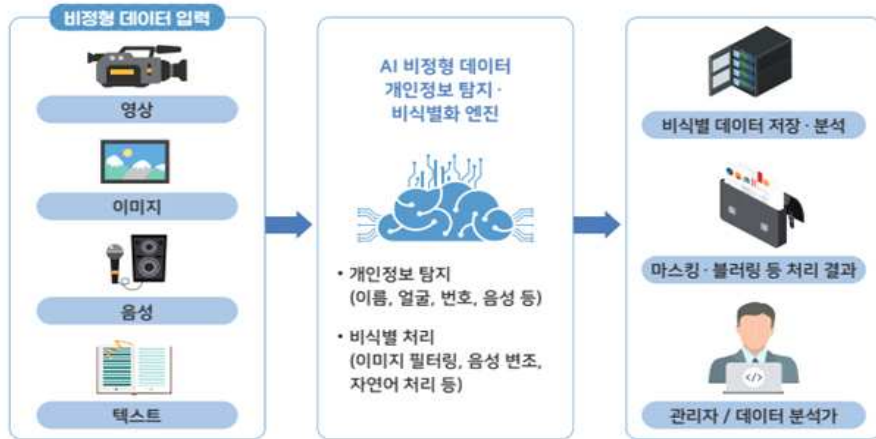 비정형 데이터 입력
영상
이미지
음성
텍스트
AI 비정형 데이터
개인정보 탐지 ·
비식별화 엔진
• 개인정보 탐지
(이름, 얼굴, 번호, 음성 등)
• 비식별 처리
(이미지 필터링, 음성 변조,
자연어 처리 등)
비식별 데이터 저장 · 분석
마스킹 · 블러링 등 처리 결과
</>
관리자 / 데이터 분석가